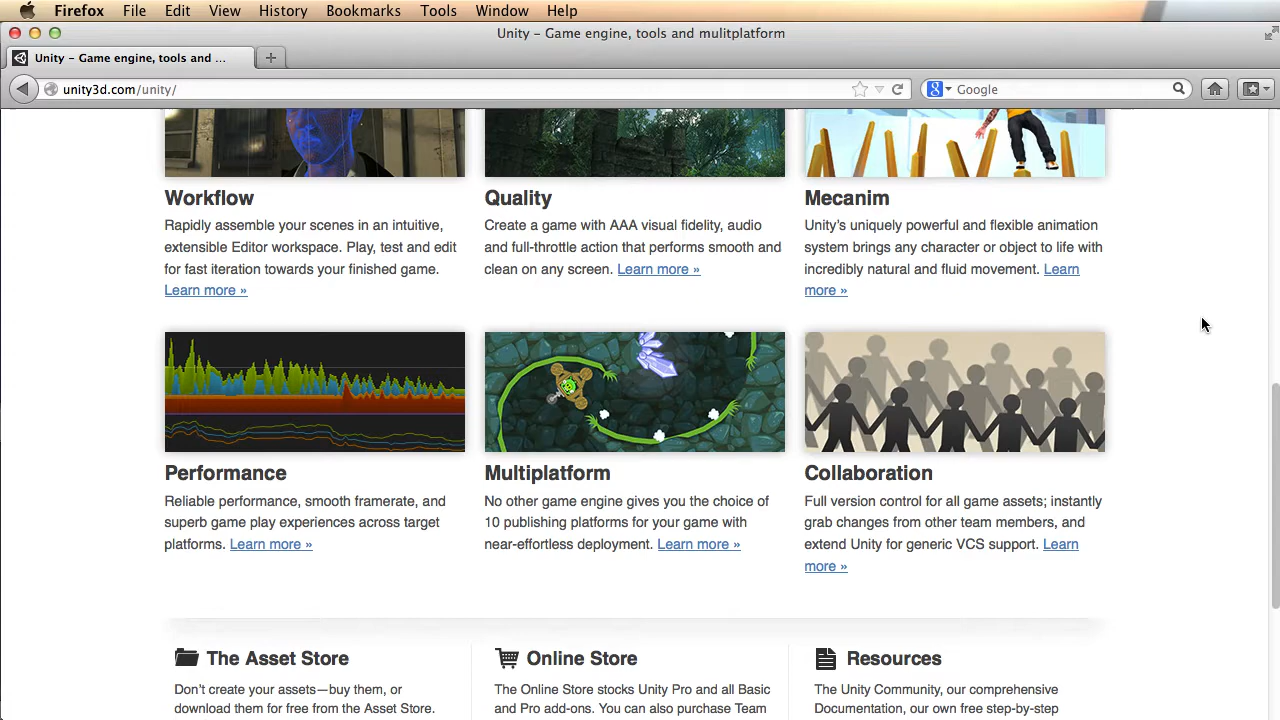 Firefox File Edit View History Bookmarks Tools Window Help
Unity – Game engine, tools and mulitplatform
Unity – Game engine, tools and ...
unity3d.com/unity/
Google
Workflow
Rapidly assemble your scenes in an intuitive,
extensible Editor workspace. Play, test and edit
for fast iteration towards your finished game.
Learn more »
Quality
Create a game with AAA visual fidelity, audio
and full-throttle action that performs smooth and
clean on any screen. Learn more »
Mecanim
Unity's uniquely powerful and flexible animation
system brings any character or object to life with
incredibly natural and fluid movement. Learn
more »
Performance
Reliable performance, smooth framerate, and
superb game play experiences across target
platforms. Learn more »
Multiplatform
No other game engine gives you the choice of
10 publishing platforms for your game with
near-effortless deployment. Learn more »
Collaboration
Full version control for all game assets; instantly
grab changes from other team members, and
extend Unity for generic VCS support. Learn
more »
The Asset Store
Don't create your assets—buy them, or
download them for free from the Asset Store.
Online Store
The Online Store stocks Unity Pro and all Basic
and Pro add-ons. You can also purchase Team
Resources
The Unity Community, our comprehensive
Documentation, our own free step-by-step